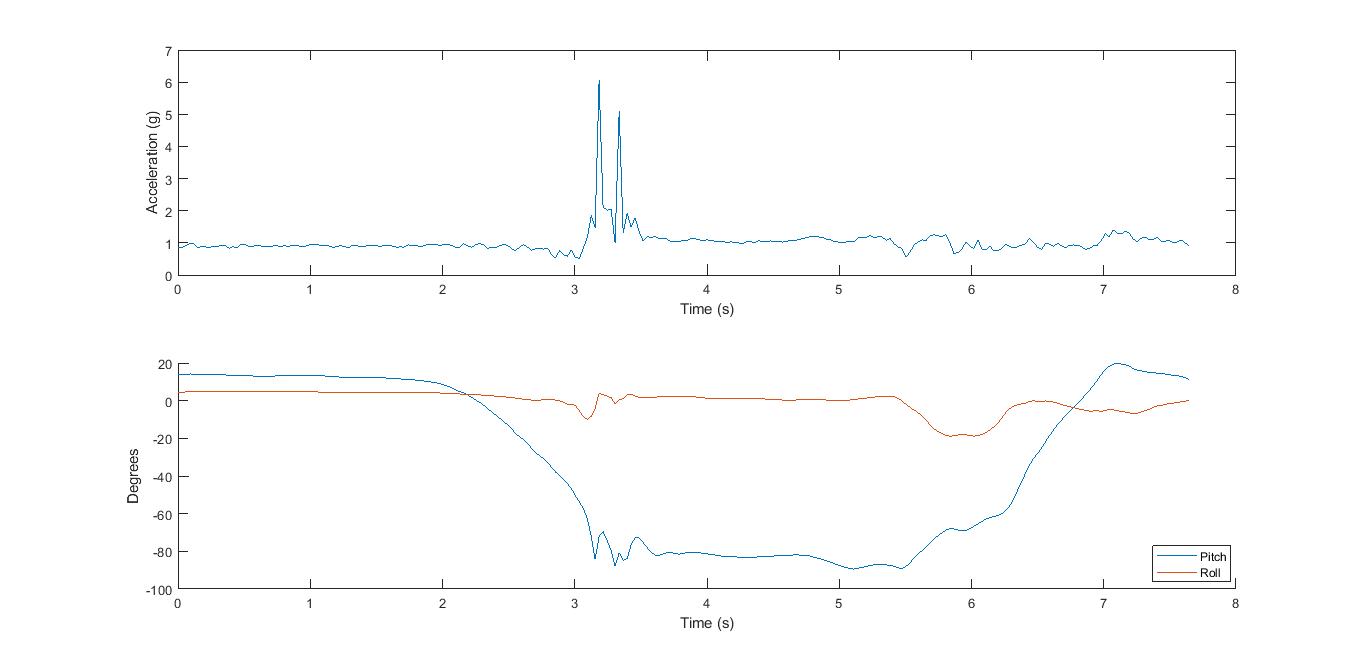 7
6
5
4
3
2
1
0
Acceleration (g)
0 1 2 3 4 5 6 7 8
Time (s)
20
0
-20
-40
-60
-80
-100
Degrees
Pitch
Roll
0 1 2 3 4 5 6 7 8
Time (s)